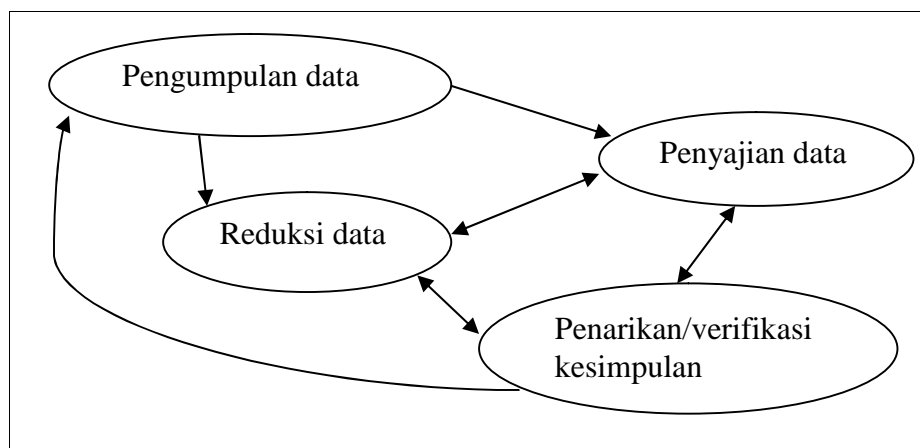 Pengumpulan data
Penyajian data
Reduksi data
Penarikan/verifikasi
kesimpulan